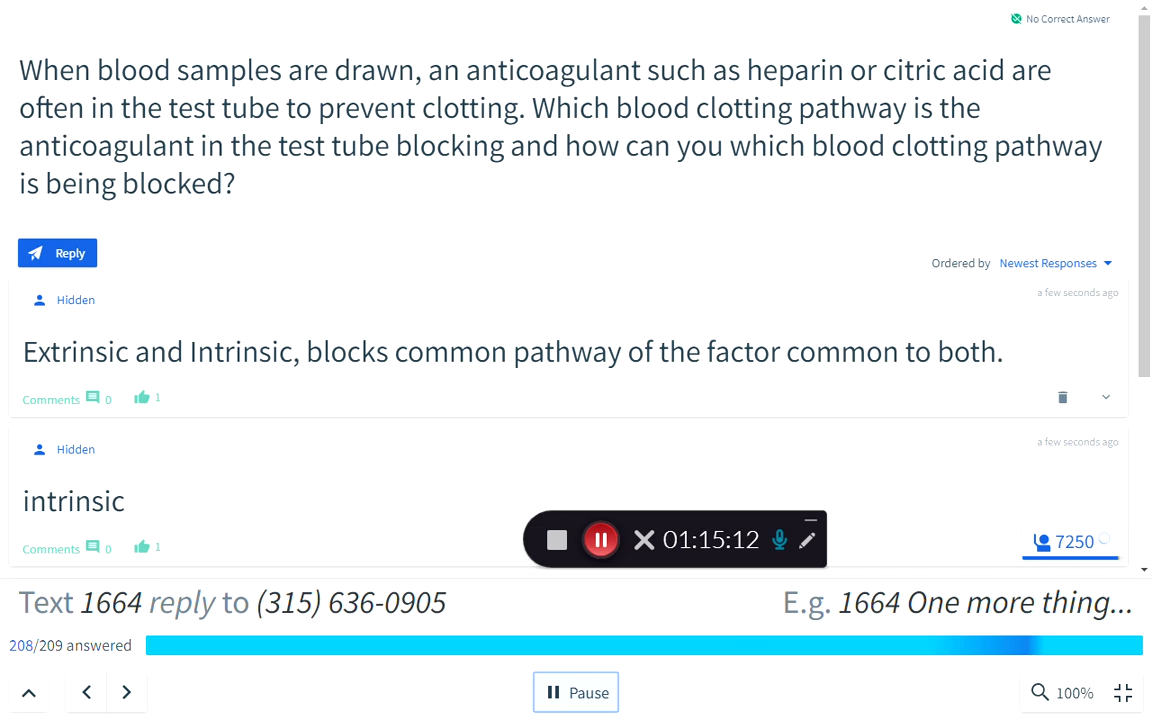 No Correct Answer
When blood samples are drawn, an anticoagulant such as heparin or citric acid are
often in the test tube to prevent clotting. Which blood clotting pathway is the
anticoagulant in the test tube blocking and how can you which blood clotting pathway
is being blocked?
Reply
Ordered by Newest Responses
Hidden
a few seconds ago
Extrinsic and Intrinsic, blocks common pathway of the factor common to both.
Comments 0 1
Hidden
a few seconds ago
intrinsic
Comments 0 1
01:15:12
7250
Text 1664 reply to (315) 636-0905
E.g. 1664 One more thing...
208/209 answered
Pause
100%